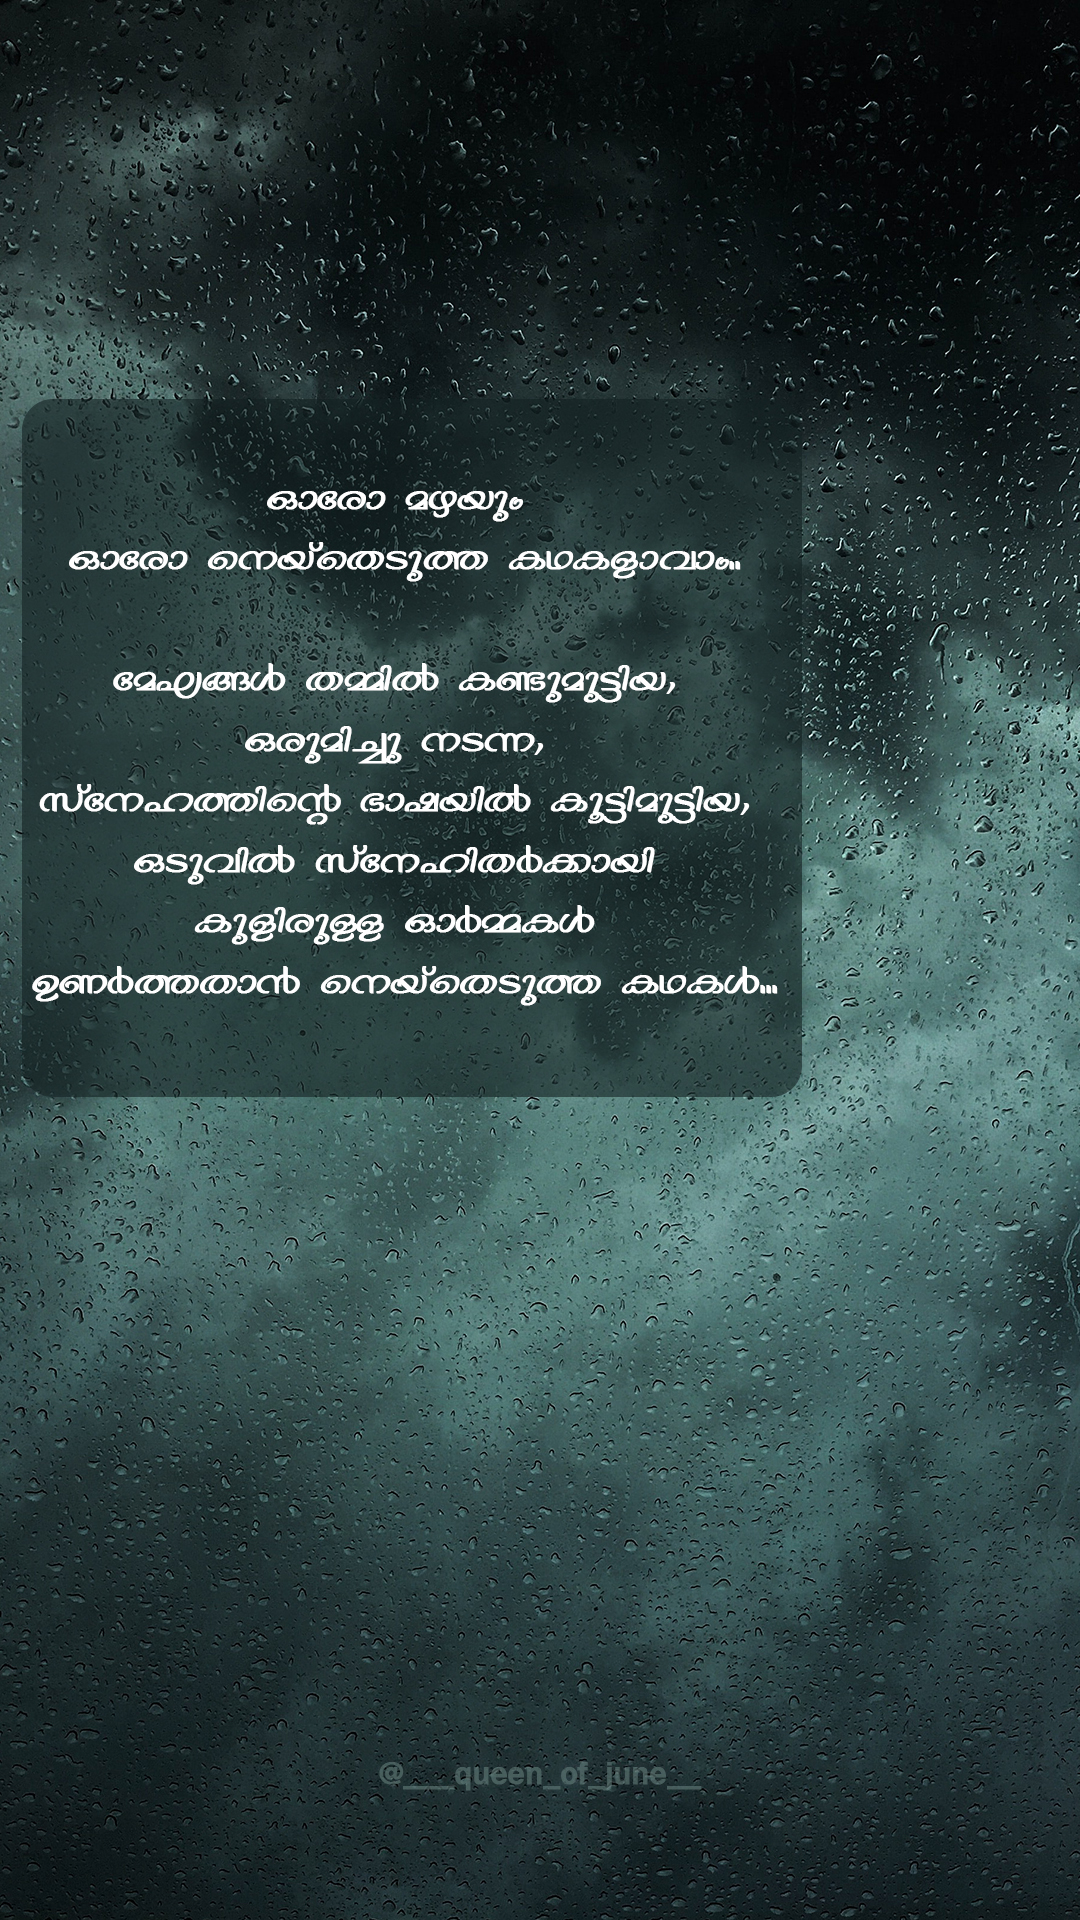 ഓരോ മഴയും
ഓരോ നെയ്തെടുത്ത കഥകളാവാം..
മേഘങ്ങൾ തമ്മിൽ കണ്ടുമുട്ടിയ,
ഒരുമിച്ചു നടന്ന,
സ്നേഹത്തിന്റെ ഭാഷയിൽ കൂട്ടിമുട്ടിയ,
ഒടുവിൽ സ്നേഹിതർക്കായി
കുളിരുള്ള ഓർമ്മകൾ
ഉണർത്തതാൻ നെയ്തെടുത്ത കഥകൾ...
@___queen_of_june__